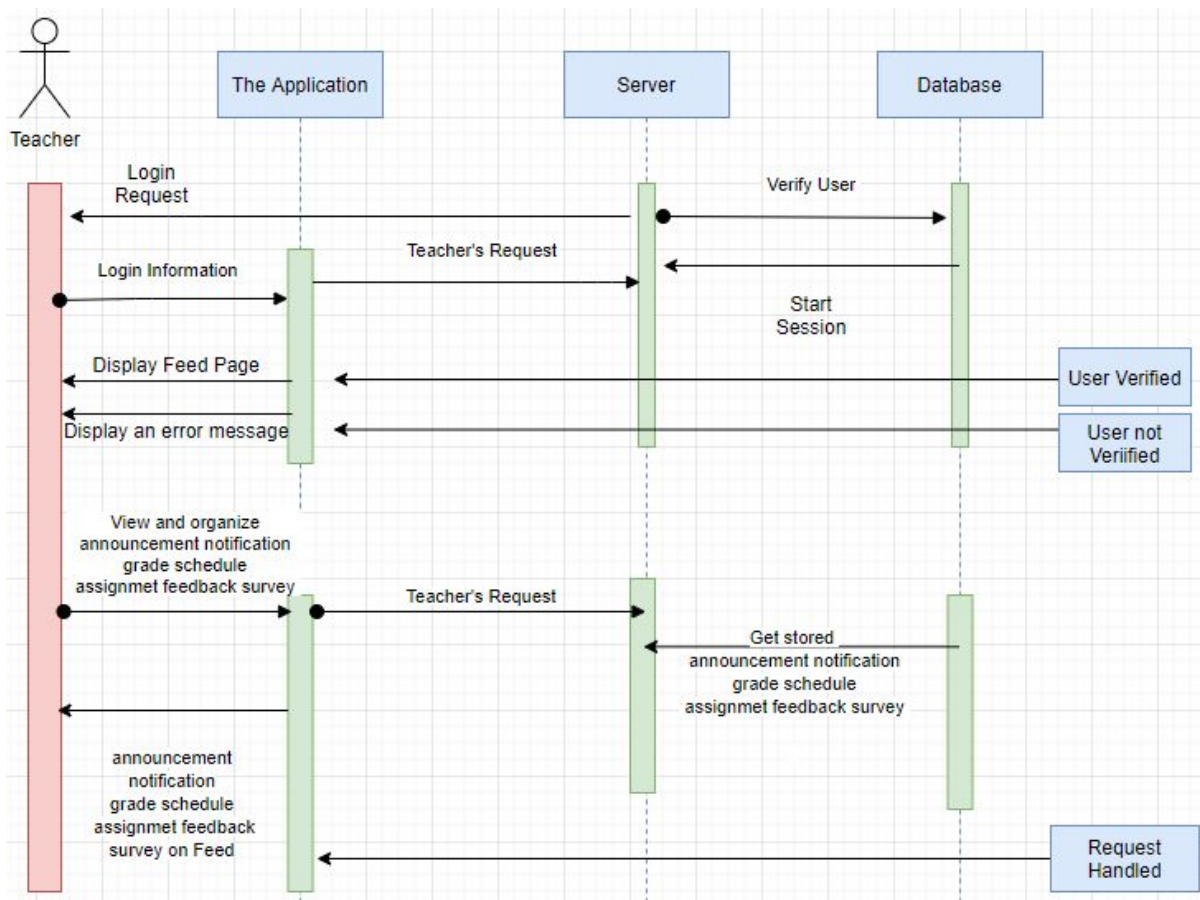 The Application
Server
Database
Teacher
Login
Request
Verify User
Teacher's Request
Login Information
Start
Session
Display Feed Page
User Verified
Display an error message
User not
Veriified
View and organize
announcement notification
grade schedule
assignmet feedback survey
Teacher's Request
Get stored
announcement notification
grade schedule
assignmet feedback survey
announcement
notification
grade schedule
assignmet feedback
survey on Feed
Request
Handled